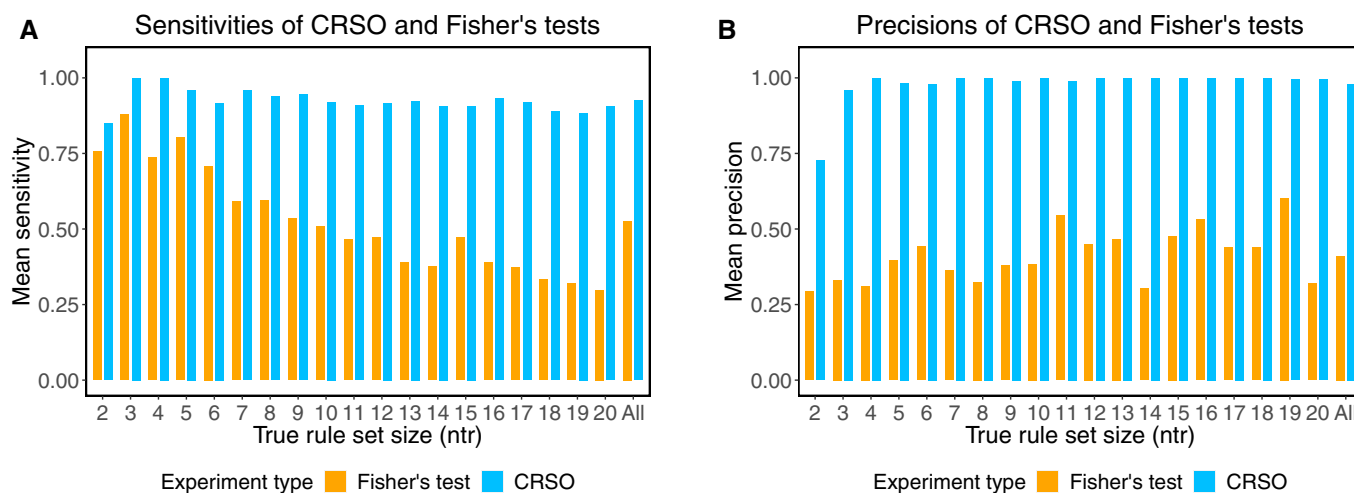 A
Sensitivities of CRSO and Fisher's tests
Mean sensitivity
1.00
0.75
0.50
0.25
0.00
2 3 4 5 6 7 8 9 10 11 12 13 14 15 16 17 18 19 20 All
True rule set size (ntr)
Experiment type Fisher's test CRSO
B
Precisions of CRSO and Fisher's tests
Mean precision
1.00
0.75
0.50
0.25
0.00
2 3 4 5 6 7 8 9 10 11 12 13 14 15 16 17 18 19 20 All
True rule set size (ntr)
Experiment type Fisher's test CRSO